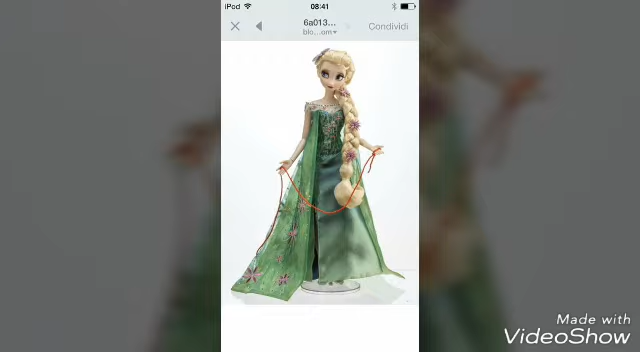 iPod 08:41
6a013...
blo...om▾ Condividi
Made with
VideoShow